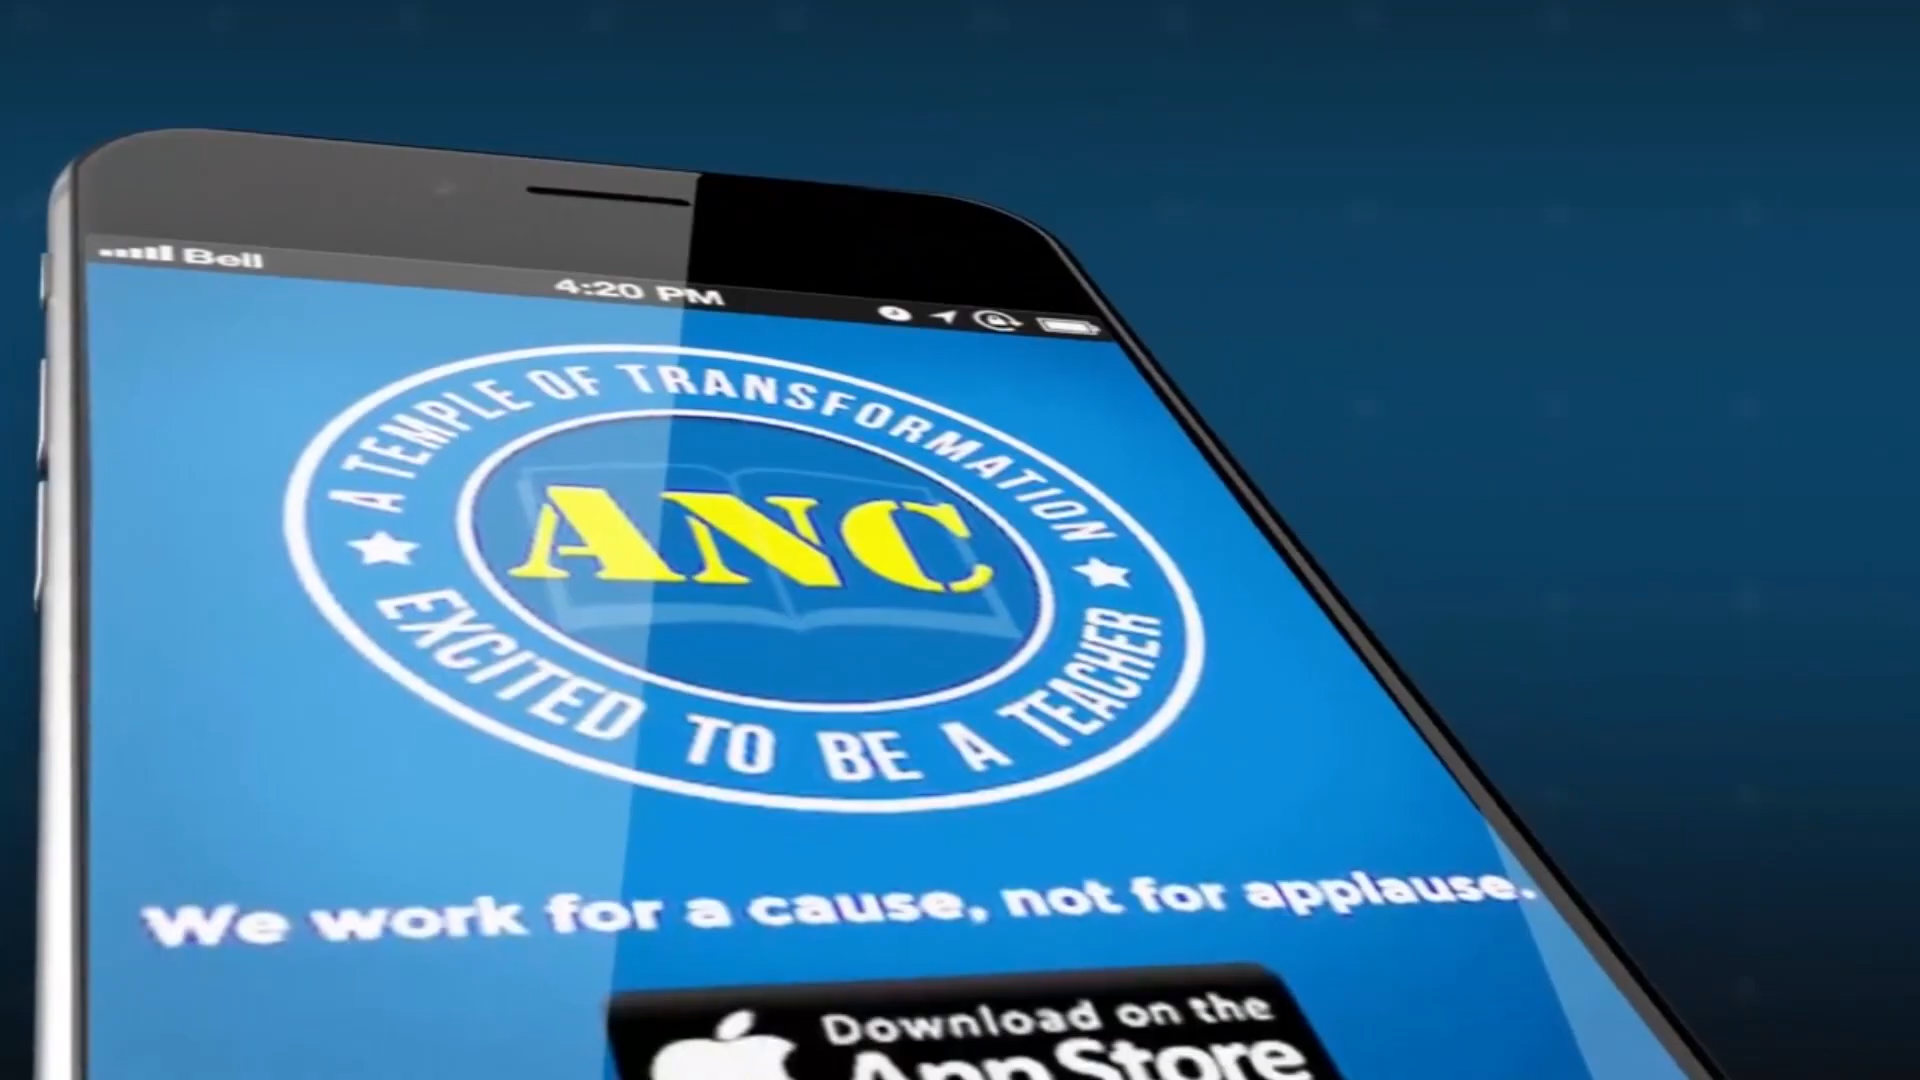 Bell
4:20 PM
A TEMPLE OF TRANSFORMATION
ANC
EXCITED TO BE A TEACHER
We work for a cause, not for applause.
Download on the
App Store